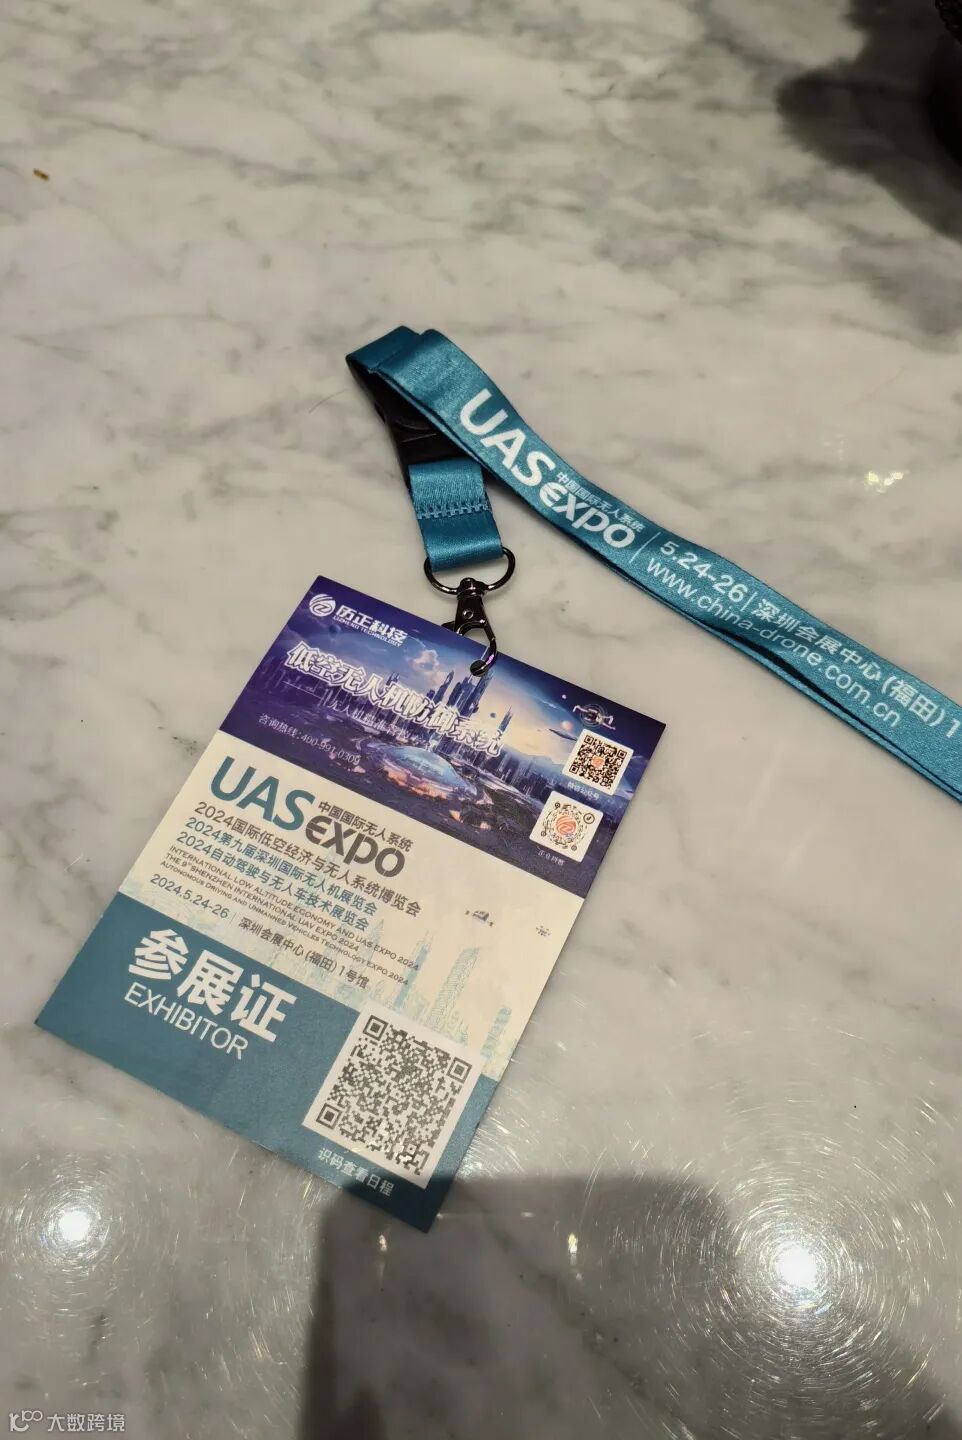 UAS
中国国际无人系统
EXPO
5.24-26 | 深圳会展中心(福田) 1
www.china-drone.com.cn
历正科技
LIZHENG TECHNOLOGY
低空无人机防御系统
咨询热线:400-991-0309
UAS
中国国际无人系统
EXPO
2024国际低空经济与无人系统博览会
2024第九届深圳国际无人机展览会
2024自动驾驶与无人车技术展览会
INTERNATIONAL LOW ALTITUDE ECONOMY AND UAS EXPO 2024
THE 9TH SHENZHEN INTERNATIONAL UAV EXPO 2024
AUTONOMOUS DRIVING AND UNMANNED VEHICLES TECHNOLOGY EXPO 2024
2024.5.24-26 | 深圳会展中心(福田) 1号馆
参展证
EXHIBITOR
识码查看日程
大数跨境